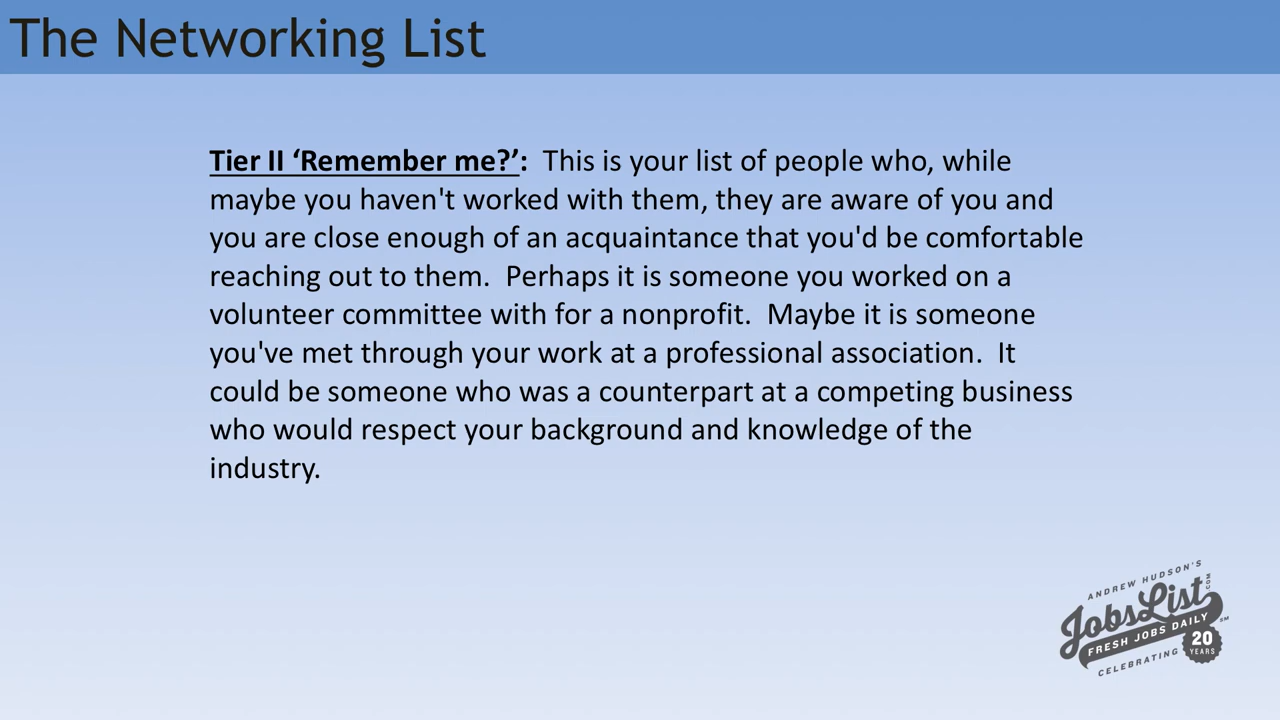 The Networking List
Tier II ‘Remember me?’:  This is your list of people who, while
maybe you haven't worked with them, they are aware of you and
you are close enough of an acquaintance that you'd be comfortable
reaching out to them.  Perhaps it is someone you worked on a
volunteer committee with for a nonprofit.  Maybe it is someone
you've met through your work at a professional association.  It
could be someone who was a counterpart at a competing business
who would respect your background and knowledge of the
industry.
ANDREW HUDSON'S
JobsList
.COM
FRESH JOBS DAILY
SM
CELEBRATING
20
YEARS